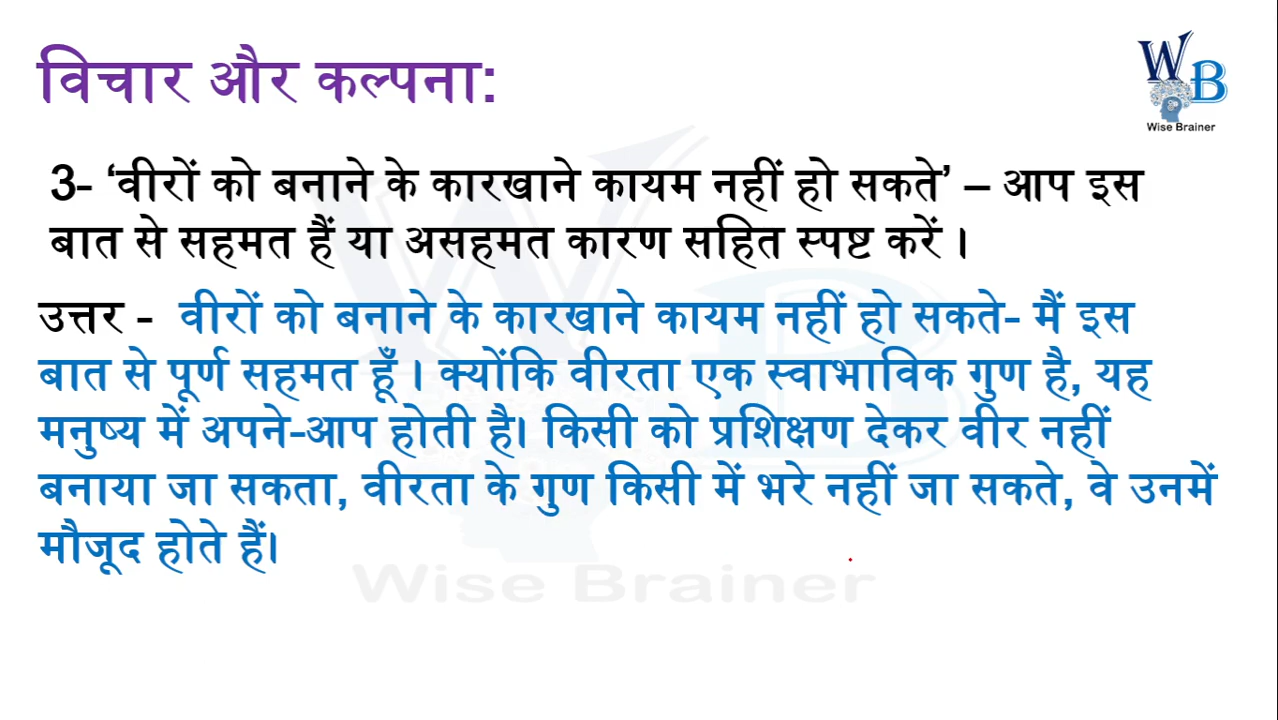 विचार और कल्पना:
W B
Wise Brainer
3- ‘वीरों को बनाने के कारखाने कायम नहीं हो सकते’ – आप इस
बात से सहमत हैं या असहमत कारण सहित स्पष्ट करें ।
उत्तर - वीरों को बनाने के कारखाने कायम नहीं हो सकते- मैं इस
बात से पूर्ण सहमत हूँ । क्योंकि वीरता एक स्वाभाविक गुण है, यह
मनुष्य में अपने-आप होती है। किसी को प्रशिक्षण देकर वीर नहीं
बनाया जा सकता, वीरता के गुण किसी में भरे नहीं जा सकते, वे उनमें
मौजूद होते हैं।
Wise Brainer